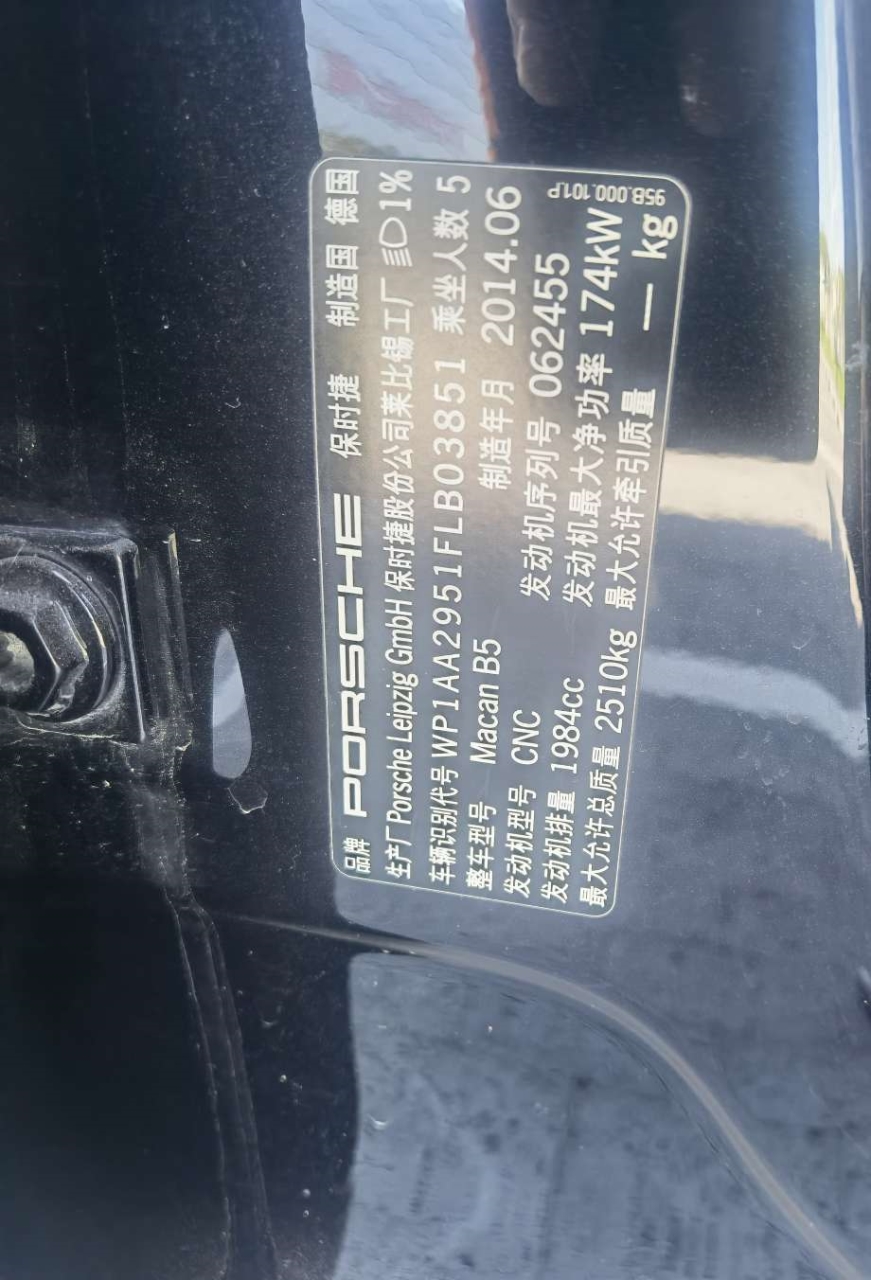 品牌 PORSCHE 保时捷 制造国 德国
生产厂 Porsche Leipzig GmbH 保时捷股份公司莱比锡工厂 1%
车辆识别代号 WP1AA2951FLB03851 乘坐人数 5
整车型号 Macan B5 制造年月 2014.06
发动机型号 CNC 发动机序列号 062455
发动机排量 1984cc 发动机最大净功率 174kW
最大允许总质量 2510kg 最大允许牵引质量 — kg
95B.000.101.P